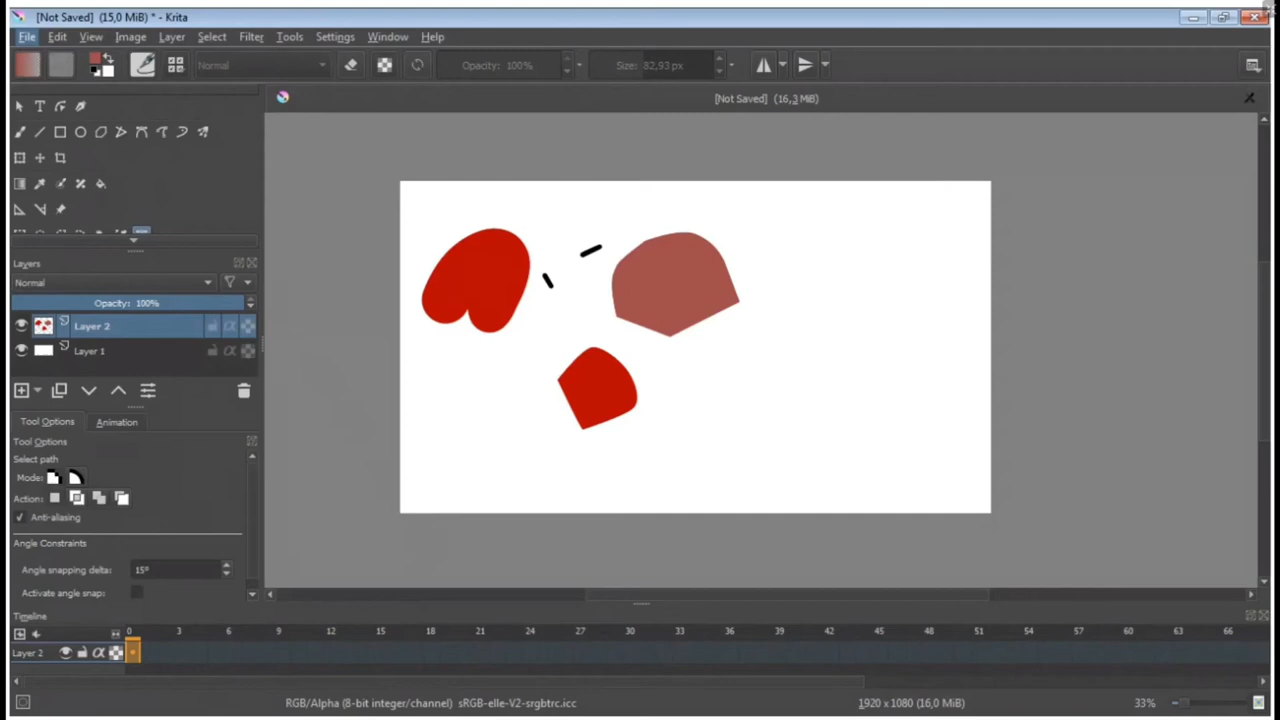 [Not Saved] (15,0 MiB) * - Krita
File Edit View Image Layer Select Filter Tools Settings Window Help
Normal Opacity: 100% Size: 82,93 px
[Not Saved] (16,3 MiB)
Layers
Normal
Opacity: 100%
Layer 2
Layer 1
Tool Options Animation
Tool Options
Select path
Mode:
Action:
Anti-aliasing
Angle Constraints
Angle snapping delta: 15°
Activate angle snap:
Timeline
0 3 6 9 12 15 18 21 24 27 30 33 36 39 42 45 48 51 54 57 60 63 66
Layer 2
RGB/Alpha (8-bit integer/channel) sRGB-elle-V2-srgbtrc.icc 1920 x 1080 (16,0 MiB) 33%